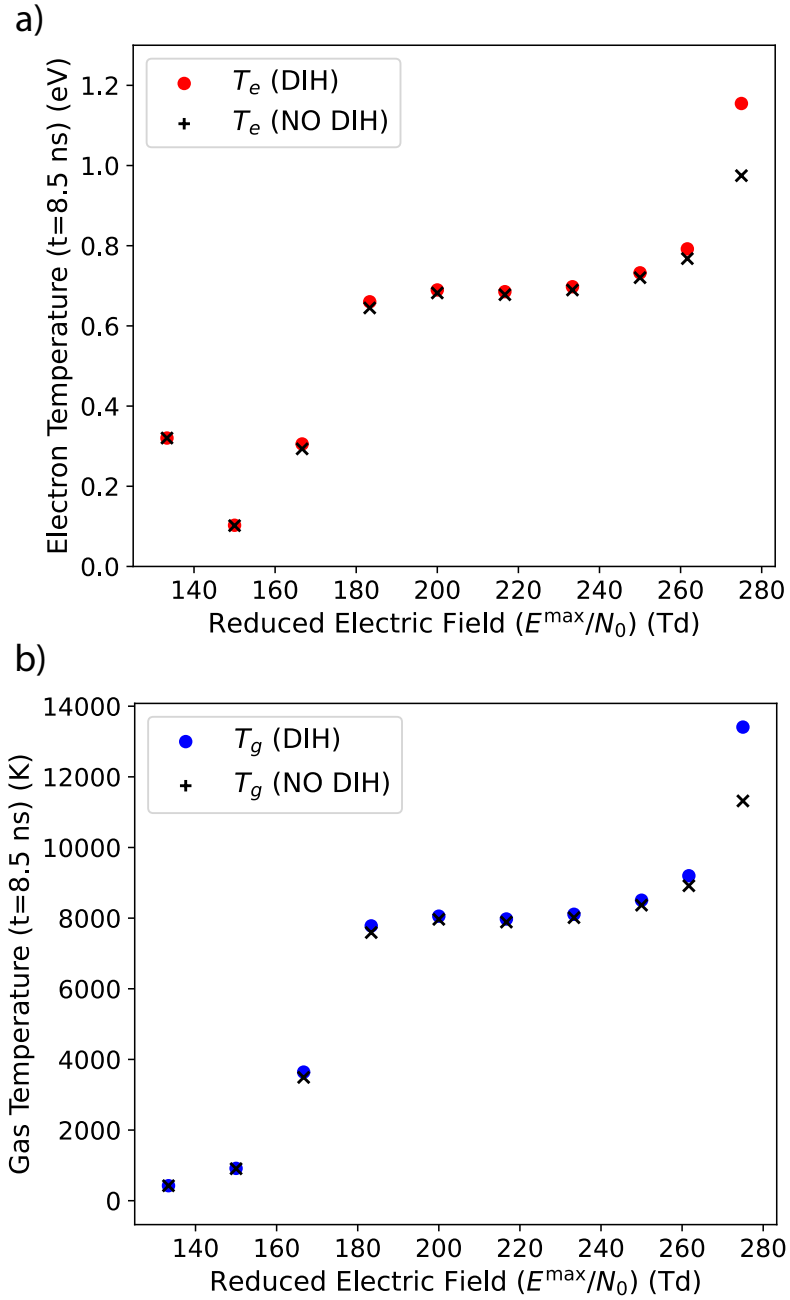 a)
1.2
1.0
0.8
0.6
0.4
0.2
0.0
Electron Temperature (t=8.5 ns) (eV)
T_e (DIH)
T_e (NO DIH)
140 160 180 200 220 240 260 280
Reduced Electric Field (E^max/N_0) (Td)
b)
14000
12000
10000
8000
6000
4000
2000
0
Gas Temperature (t=8.5 ns) (K)
T_g (DIH)
T_g (NO DIH)
140 160 180 200 220 240 260 280
Reduced Electric Field (E^max/N_0) (Td)